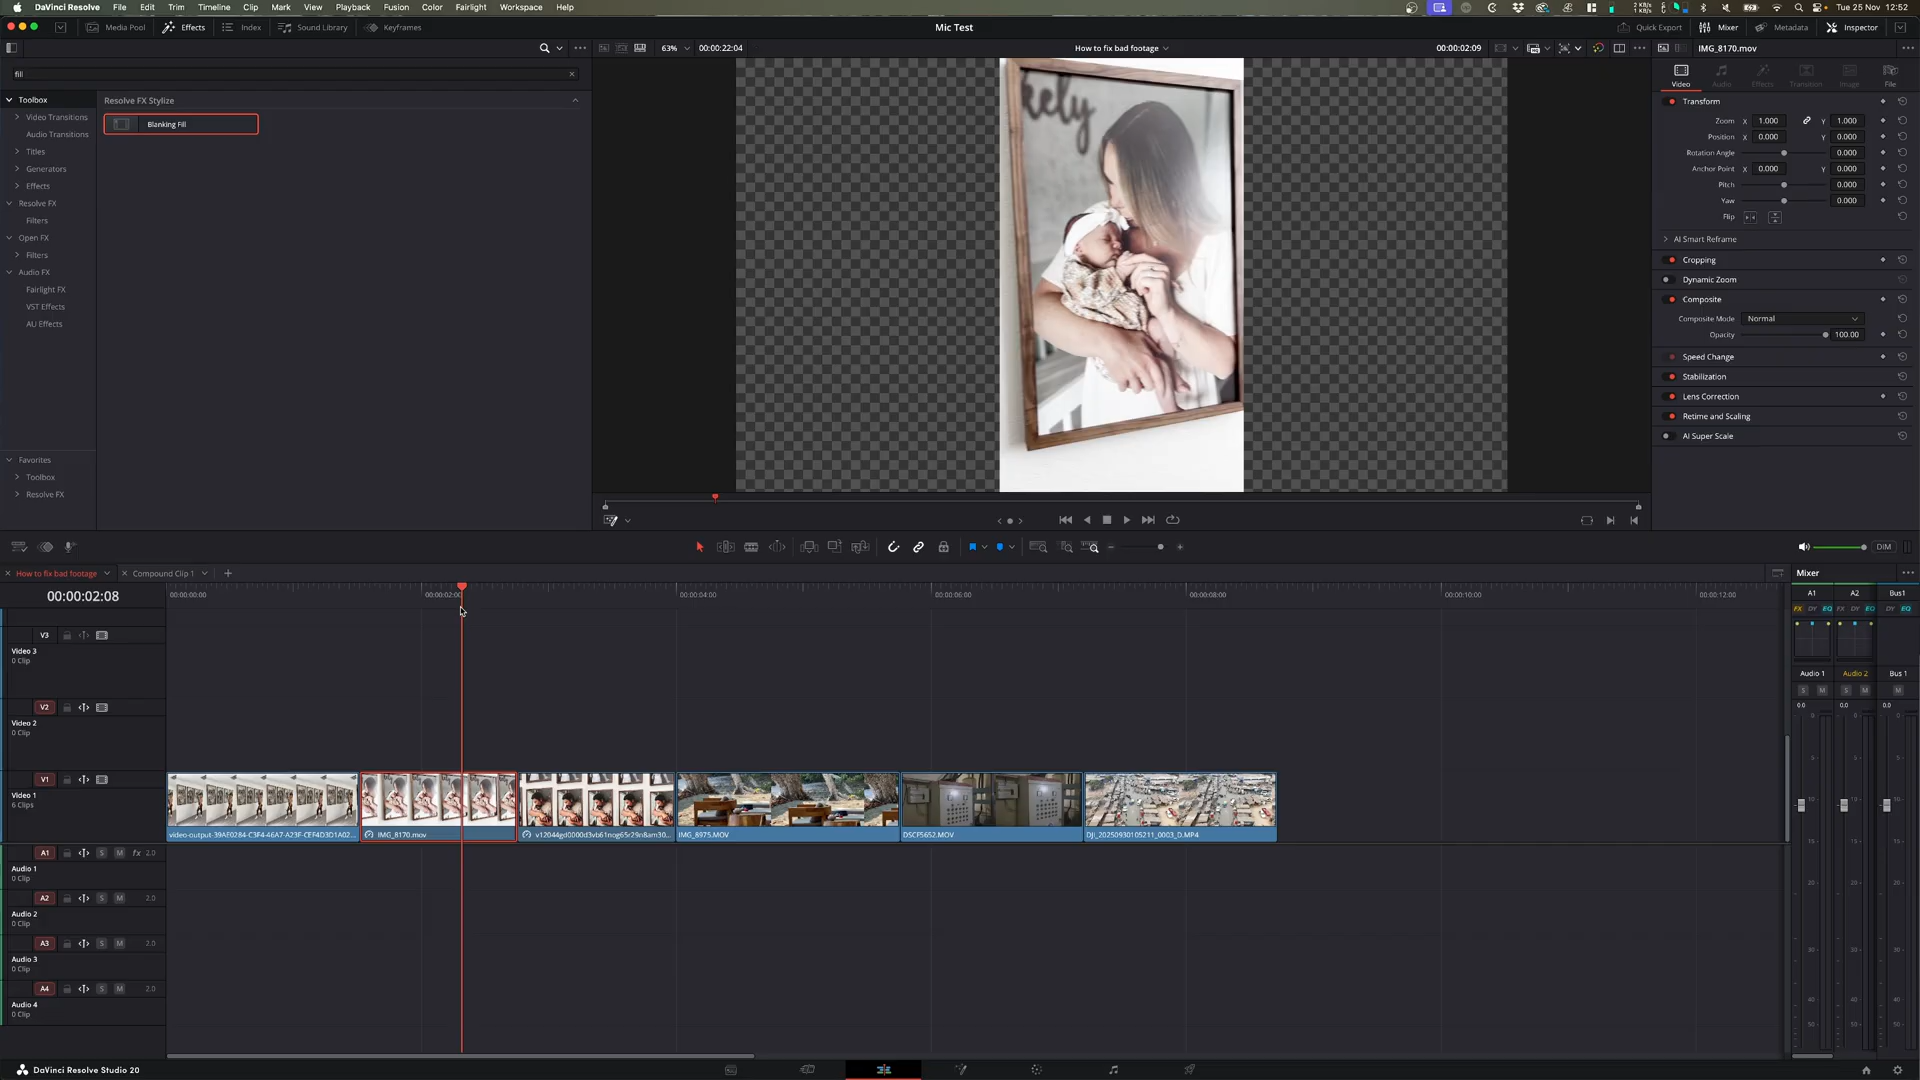 DaVinci Resolve File Edit Trim Timeline Clip Mark View Playback Fusion Color Fairlight Workspace Help
Tue 25 Nov 12:52
Media Pool Effects Index Sound Library Keyframes
Mic Test
Quick Export Mixer Metadata Inspector
63% 00:00:22:04
How to fix bad footage
00:00:02:09
IMG_8170.mov
fill
Video Audio Effects Transition Image File
Toolbox
Video Transitions
Audio Transitions
Titles
Generators
Effects
Resolve FX
Filters
Open FX
Filters
Audio FX
Fairlight FX
VST Effects
AU Effects
Favorites
Toolbox
Resolve FX
Resolve FX Stylize
Blanking Fill
kely
Transform
Zoom X 1.000 Y 1.000
Position X 0.000 Y 0.000
Rotation Angle 0.000
Anchor Point X 0.000 Y 0.000
Pitch 0.000
Yaw 0.000
Flip
AI Smart Reframe
Cropping
Dynamic Zoom
Composite
Composite Mode Normal
Opacity 100.00
Speed Change
Stabilization
Lens Correction
Retime and Scaling
AI Super Scale
DIM
How to fix bad footage Compound Clip 1
00:00:02:08
00:00:00:00 00:00:02:00 00:00:04:00 00:00:06:00 00:00:08:00 00:00:10:00 00:00:12:00
V3
Video 3
0 Clip
V2
Video 2
0 Clip
V1
Video 1
6 Clips
IMG_8170.mov
IMG_8975.MOV
DSCF5652.MOV
DJI_20250930105211_0003_D.MP4
A1 S M fx 2.0
Audio 1
0 Clip
A2 S M 2.0
Audio 2
0 Clip
A3 S M 2.0
Audio 3
0 Clip
A4 S M 2.0
Audio 4
0 Clip
Mixer
A1 A2 Bus1
FX DY EQ FX DY EQ DY EQ
Audio 1 Audio 2 Bus 1
S M S M M
0.0 0.0 0.0
DaVinci Resolve Studio 20